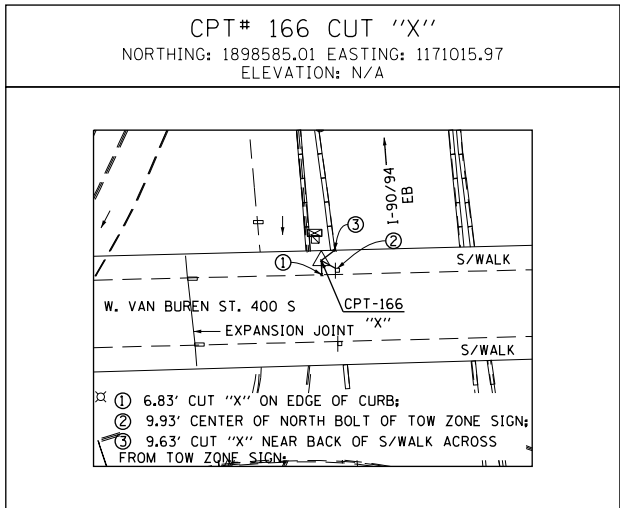 CPT# 166 CUT "X"
NORTHING: 1898585.01 EASTING: 1171015.97
ELEVATION: N/A
I-90/94
EB
③
②
①
S/WALK
W. VAN BUREN ST. 400 S
CPT-166
"X"
EXPANSION JOINT
S/WALK
① 6.83' CUT "X" ON EDGE OF CURB;
② 9.93' CENTER OF NORTH BOLT OF TOW ZONE SIGN;
③ 9.63' CUT "X" NEAR BACK OF S/WALK ACROSS
FROM TOW ZONE SIGN;